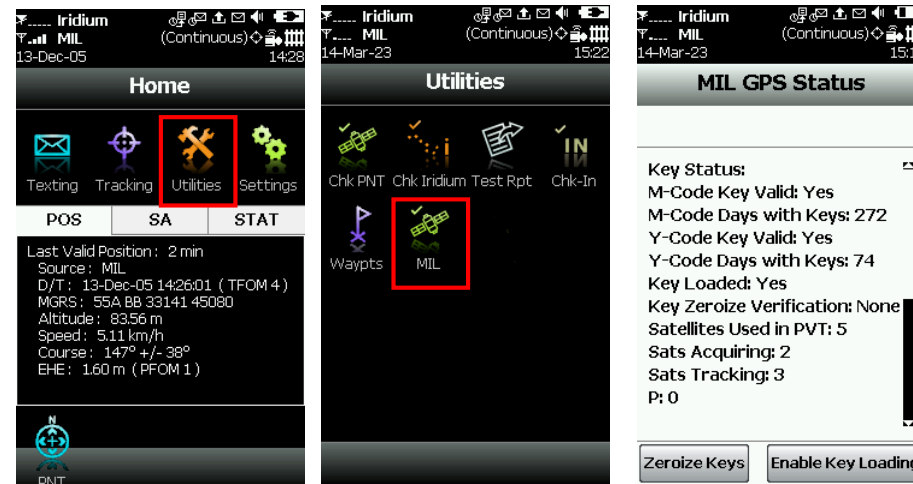 Iridium
MIL
(Continuous)
13-Dec-05
14:28
Home
Texting
Tracking
Utilities
Settings
POS
SA
STAT
Last Valid Position: 2 min
Source: MIL
D/T: 13-Dec-05 14:26:01 (TFOM 4)
MGRS: 55A BB 33141 45080
Altitude: 83.56 m
Speed: 5.11 km/h
Course: 147° +/- 38°
EHE: 1.60 m (PFOM 1)
N
PNT
Iridium
MIL
(Continuous)
14-Mar-23
15:22
Utilities
Chk PNT
Chk Iridium
Test Rpt
IN
Chk-In
Waypts
MIL
Iridium
MIL
(Continuous)
14-Mar-23
MIL GPS Status
Key Status:
M-Code Key Valid: Yes
M-Code Days with Keys: 272
Y-Code Key Valid: Yes
Y-Code Days with Keys: 74
Key Loaded: Yes
Key Zeroize Verification: None
Satellites Used in PVT: 5
Sats Acquiring: 2
Sats Tracking: 3
P: 0
Zeroize Keys
Enable Key Loading